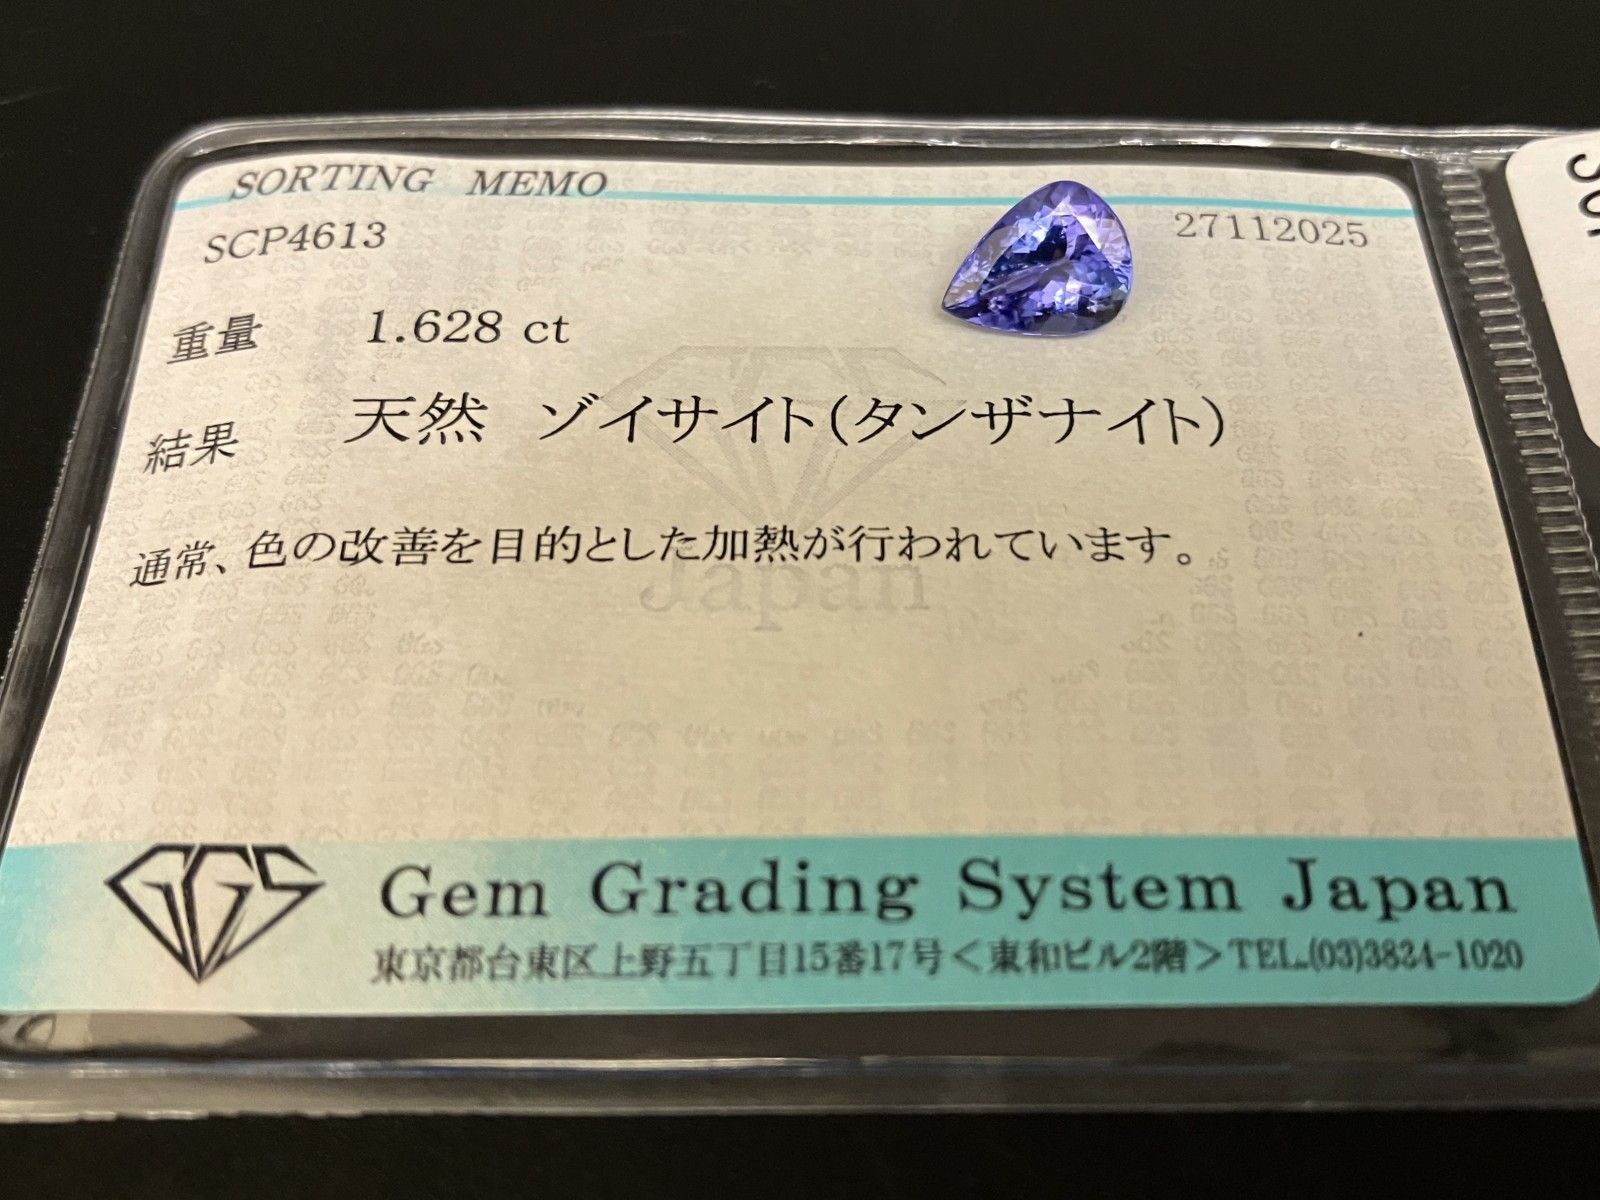 SORTING MEMO
SCP4613
27112025
重量 1.628 ct
結果 天然 ゾイサイト(タンザナイト)
通常、色の改善を目的とした加熱が行われています。
Japan
GGS Gem Grading System Japan
東京都台東区上野五丁目15番17号<東和ビル2階>TEL.(03)3834-1020